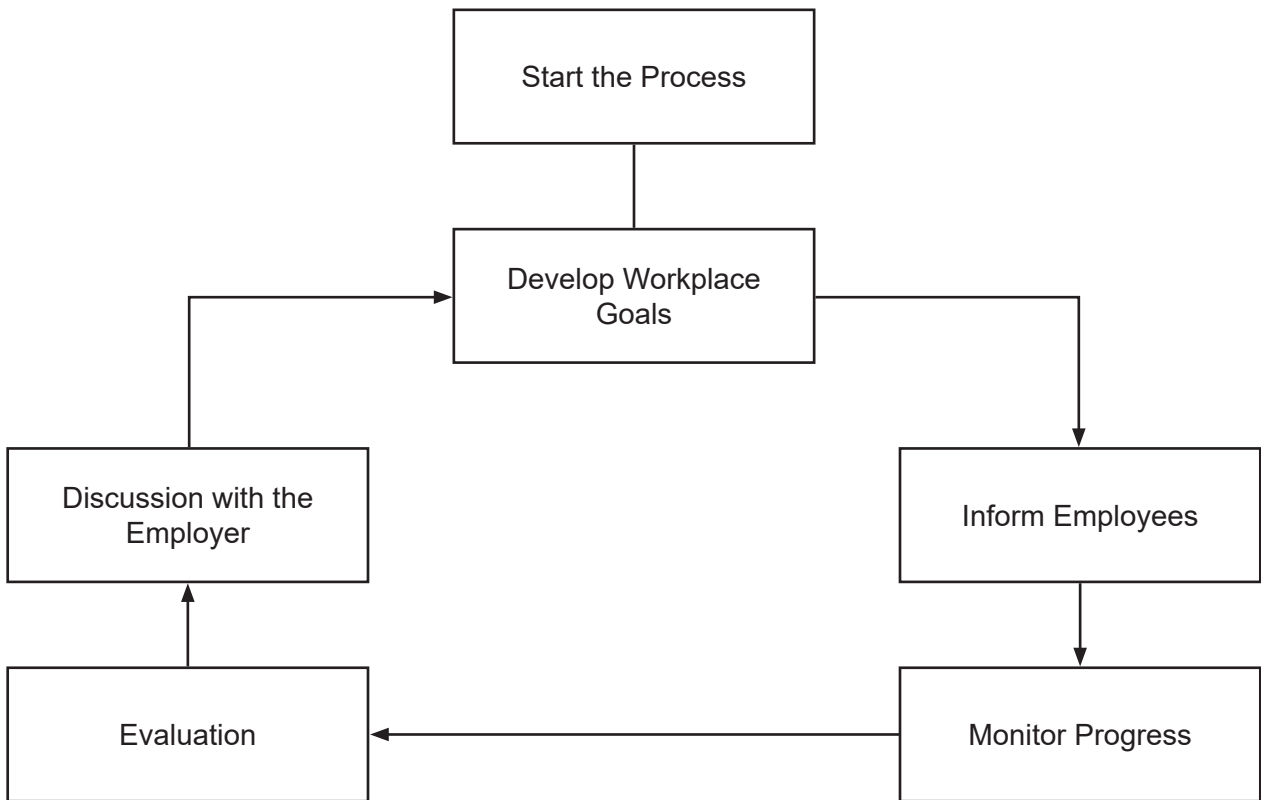 Start the Process
Develop Workplace
Goals
Discussion with the
Employer
Inform Employees
Evaluation
Monitor Progress